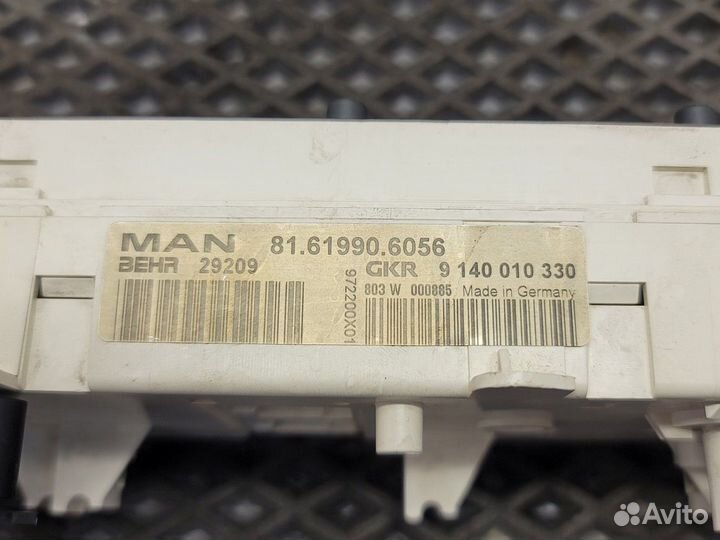 MAN 81.61990.6056
BEHR 29209 GKR 9 140 010 330
972200X01
803 W 000885 Made in Germany
Avito